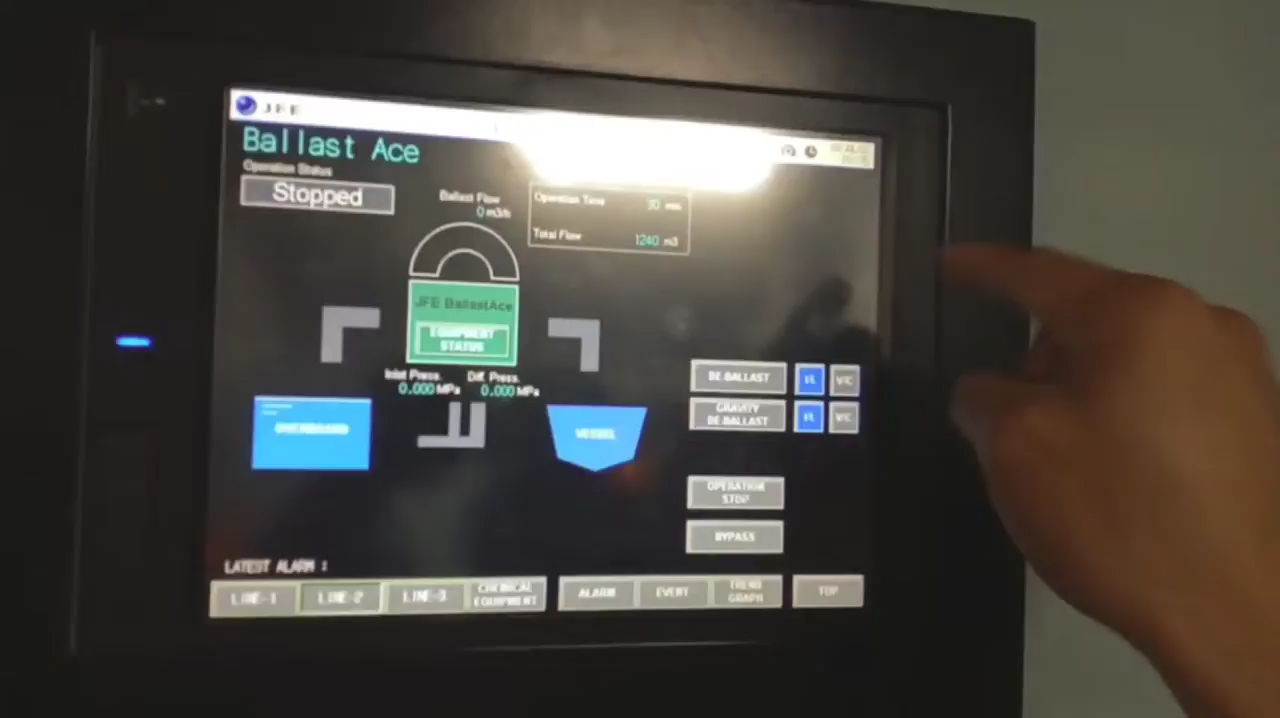 JFE
Ballast Ace
Operation Status
Stopped
Ballast Flow
0 m3/h
Operation Time
Total Flow 1240 m3
JFE BallastAce
EQUIPMENT
STATUS
Inlet Press. Diff. Press.
0.000 MPa 0.000 MPa
DE-BALLAST V/C
GRAVITY
DE-BALLAST V/C
OVERBOARD
VESSEL
OPERATION
STOP
BYPASS
LATEST ALARM :
LINE-1 LINE-2 LINE-3 CHEMICAL
EQUIPMENT
ALARM EVENT TREND
GRAPH
TOP